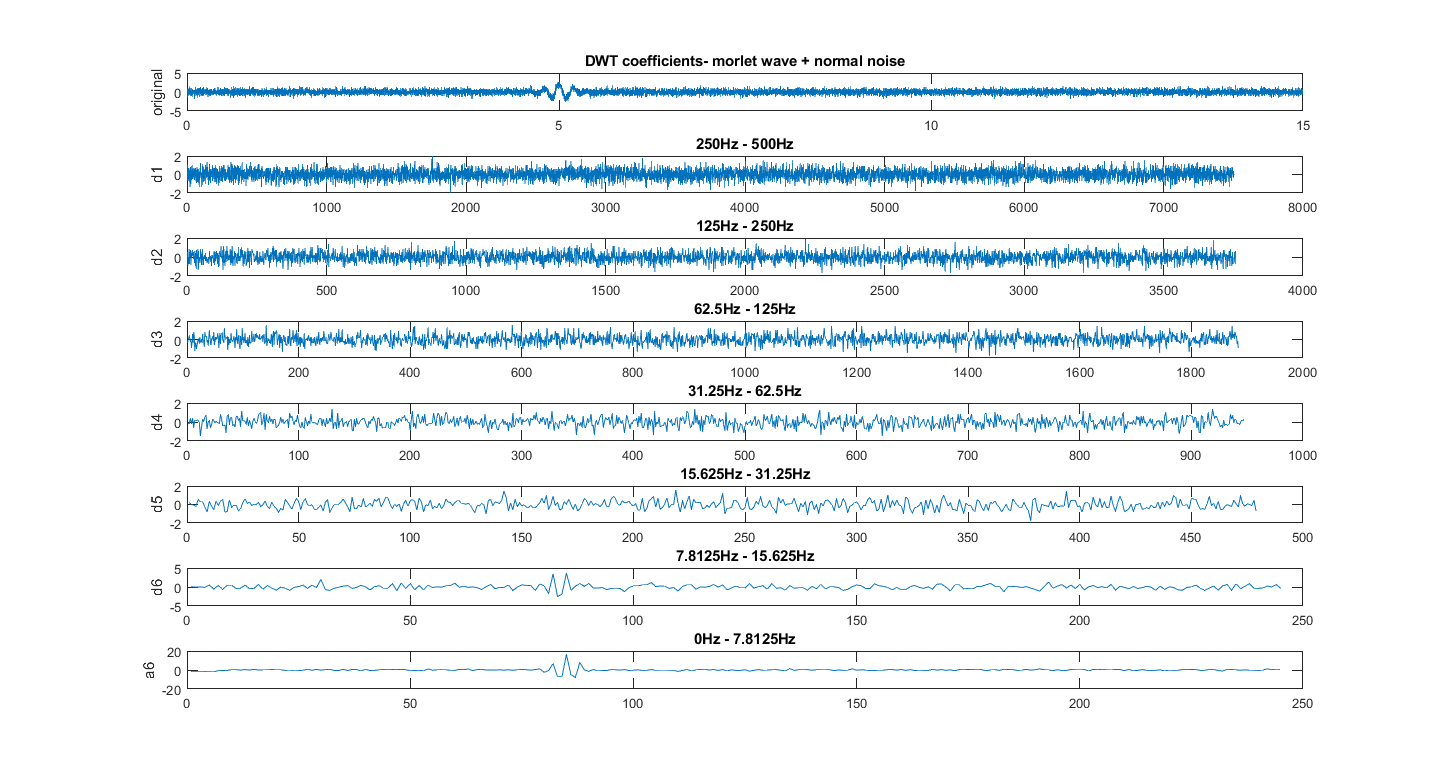 DWT coefficients- morlet wave + normal noise
original
5
0
-5
0 5 10 15
250Hz - 500Hz
d1
2
0
-2
0 1000 2000 3000 4000 5000 6000 7000 8000
125Hz - 250Hz
d2
2
0
-2
0 500 1000 1500 2000 2500 3000 3500 4000
62.5Hz - 125Hz
d3
2
0
-2
0 200 400 600 800 1000 1200 1400 1600 1800 2000
31.25Hz - 62.5Hz
d4
2
0
-2
0 100 200 300 400 500 600 700 800 900 1000
15.625Hz - 31.25Hz
d5
2
0
-2
0 50 100 150 200 250 300 350 400 450 500
7.8125Hz - 15.625Hz
d6
5
0
-5
0 50 100 150 200 250
0Hz - 7.8125Hz
a6
20
0
-20
0 50 100 150 200 250